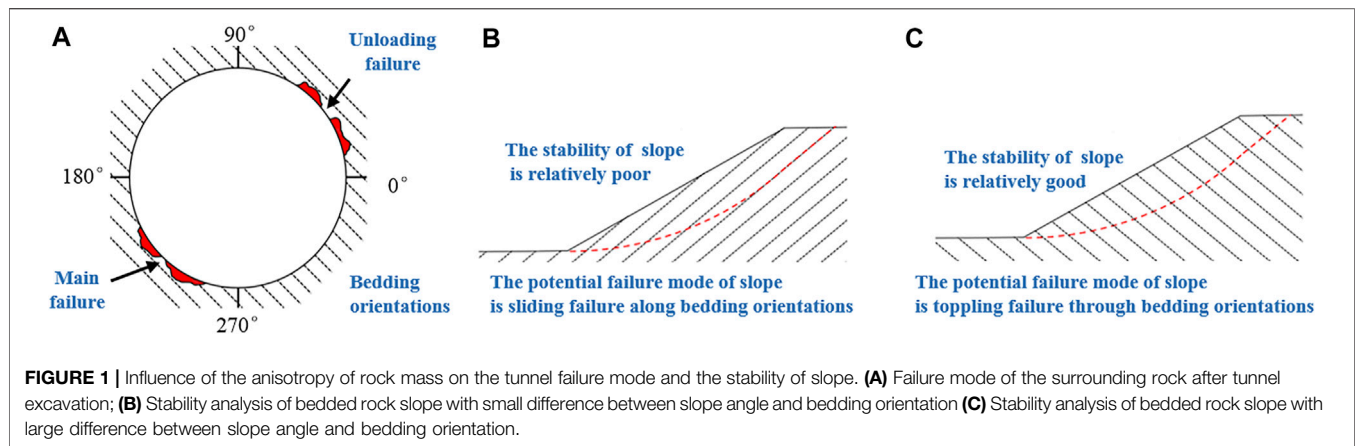 A
90°
Unloading
failure
180°
0°
Main
failure
Bedding
orientations
270°
B
The stability of slope
is relatively poor
The potential failure mode of slope
is sliding failure along bedding orientations
C
The stability of slope
is relatively good
The potential failure mode of slope
is toppling failure through bedding orientations
FIGURE 1 | Influence of the anisotropy of rock mass on the tunnel failure mode and the stability of slope. (A) Failure mode of the surrounding rock after tunnel
excavation; (B) Stability analysis of bedded rock slope with small difference between slope angle and bedding orientation (C) Stability analysis of bedded rock slope with
large difference between slope angle and bedding orientation.